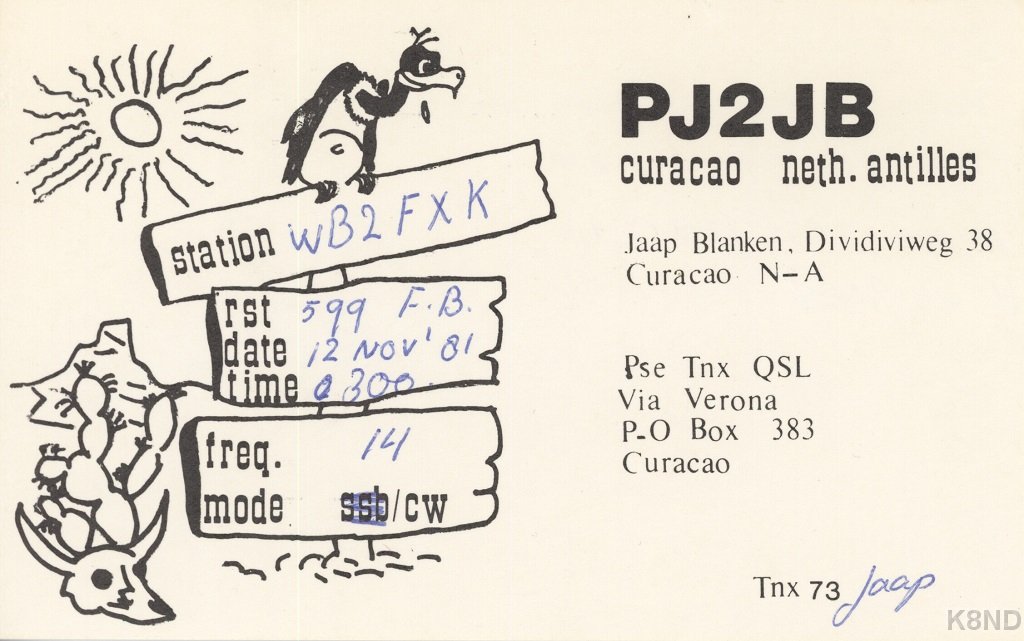 PJ2JB
curacao neth. antilles
station WB2FXK
rst 599 F.B.
date 12 NOV' 81
time 0300.
freq. 14
mode ssb/cw
Jaap Blanken, Dividiviweg 38
Curacao N-A
Pse Tnx QSL
Via Verona
P-O Box 383
Curacao
Tnx 73 Jaap
K8ND